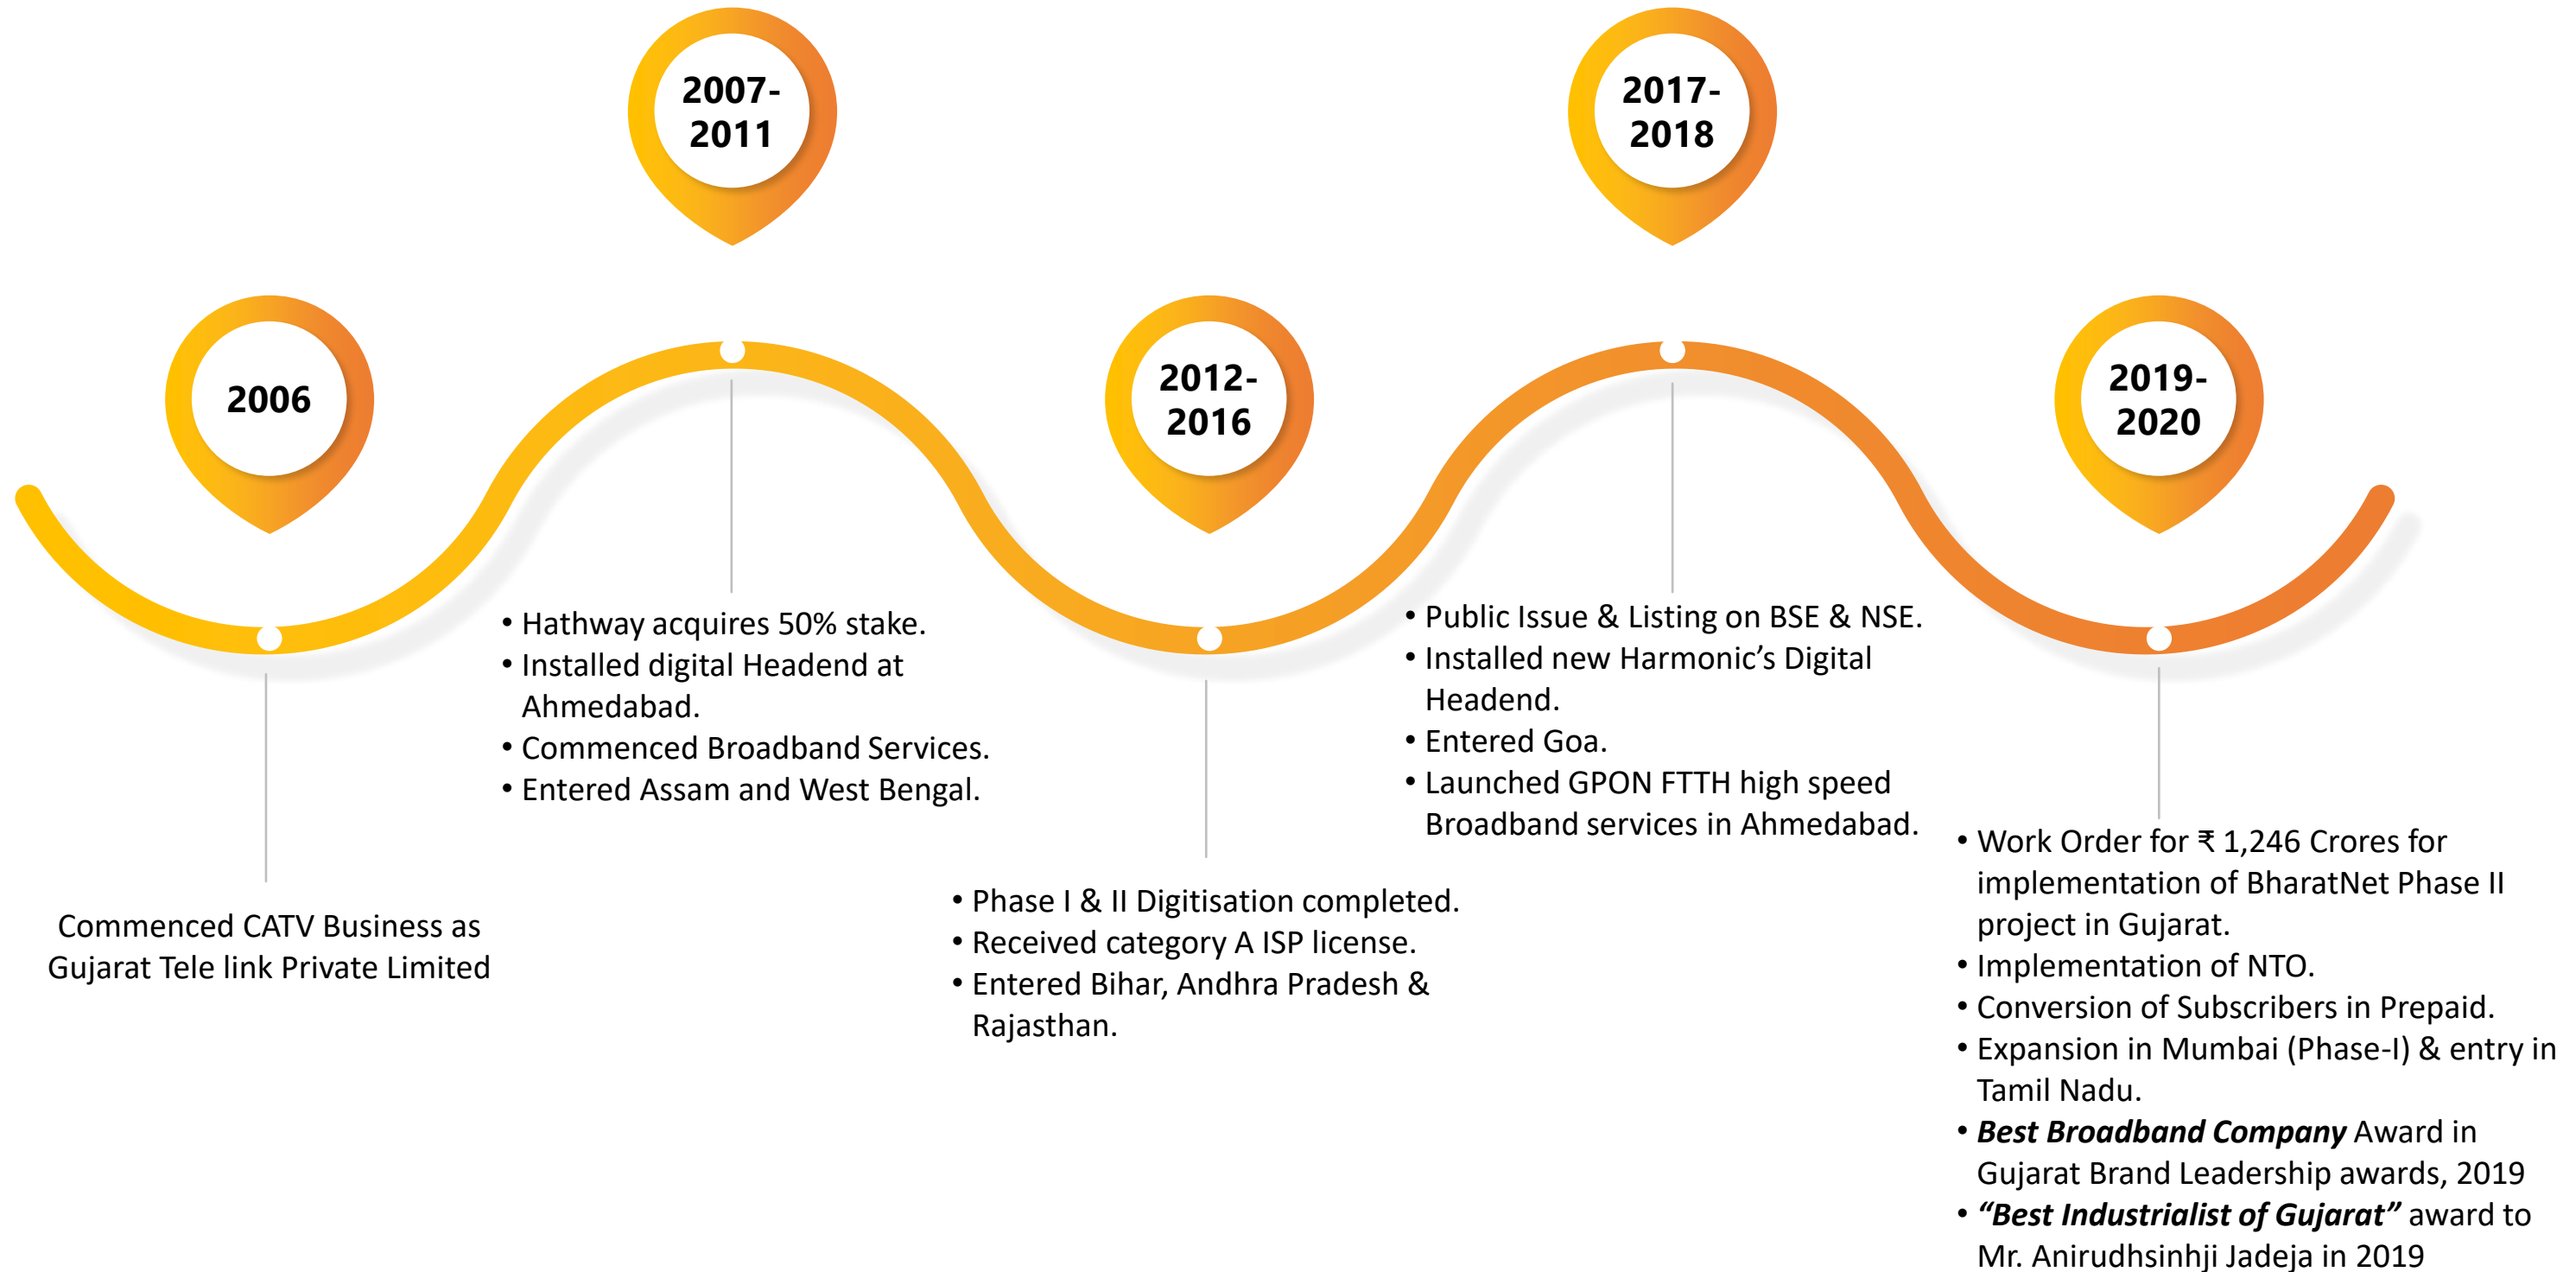 2006
Commenced CATV Business as
Gujarat Tele link Private Limited
2007-
2011
• Hathway acquires 50% stake.
• Installed digital Headend at
Ahmedabad.
• Commenced Broadband Services.
• Entered Assam and West Bengal.
2012-
2016
• Phase I & II Digitisation completed.
• Received category A ISP license.
• Entered Bihar, Andhra Pradesh &
Rajasthan.
2017-
2018
• Public Issue & Listing on BSE & NSE.
• Installed new Harmonic’s Digital
Headend.
• Entered Goa.
• Launched GPON FTTH high speed
Broadband services in Ahmedabad.
2019-
2020
• Work Order for ₹ 1,246 Crores for
implementation of BharatNet Phase II
project in Gujarat.
• Implementation of NTO.
• Conversion of Subscribers in Prepaid.
• Expansion in Mumbai (Phase-I) & entry in
Tamil Nadu.
• Best Broadband Company Award in
Gujarat Brand Leadership awards, 2019
• “Best Industrialist of Gujarat” award to
Mr. Anirudhsinhji Jadeja in 2019